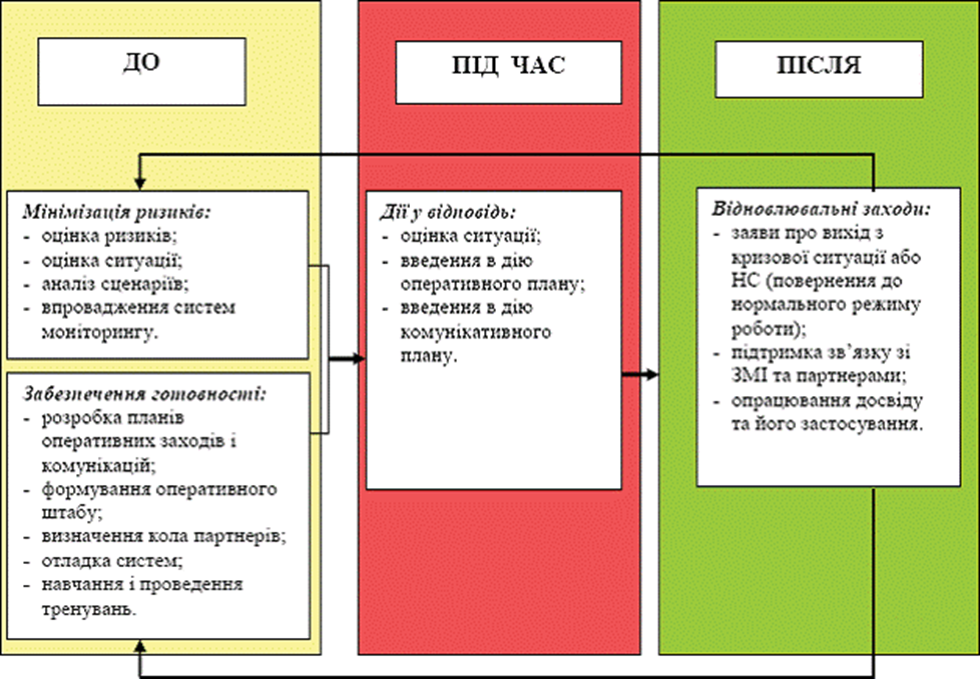 ДО
ПІД ЧАС
ПІСЛЯ
Мінімізація ризиків:
- оцінка ризиків;
- оцінка ситуації;
- аналіз сценаріїв;
- впровадження систем
моніторингу.
Забезпечення готовності:
- розробка планів
оперативних заходів і
комунікацій;
- формування оперативного
штабу;
- визначення кола партнерів;
- отладка систем;
- навчання і проведення
тренувань.
Дії у відповідь:
- оцінка ситуації;
- введення в дію
оперативного плану;
- введення в дію
комунікативного
плану.
Відновлювальні заходи:
- заяви про вихід з
кризової ситуації або
НС (повернення до
нормального режиму
роботи);
- підтримка зв’язку зі
ЗМІ та партнерами;
- опрацювання досвіду
та його застосування.